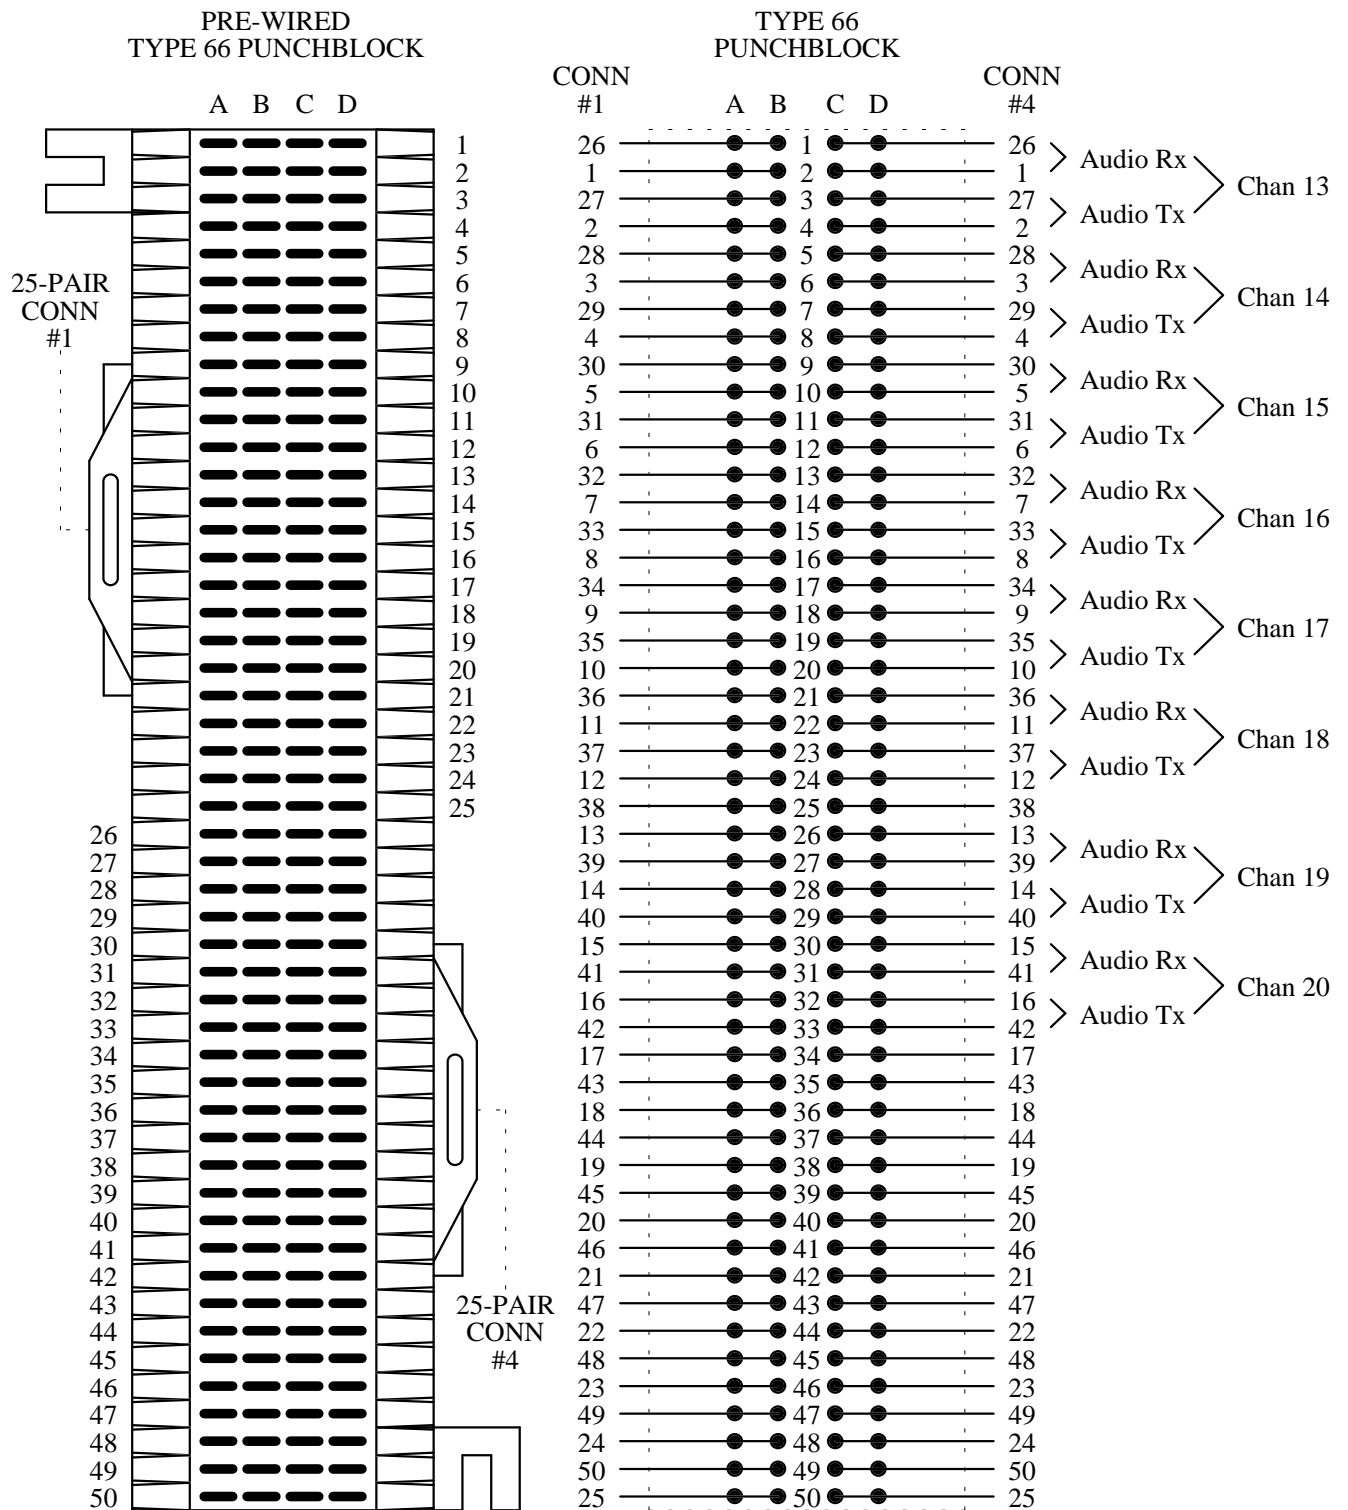 PRE-WIRED
TYPE 66 PUNCHBLOCK
TYPE 66
PUNCHBLOCK
CONN
#1
CONN
#4
A B C D
A B C D
25-PAIR
CONN
#1
25-PAIR
CONN
#4
1
2
3
4
5
6
7
8
9
10
11
12
13
14
15
16
17
18
19
20
21
22
23
24
25
26
27
28
29
30
31
32
33
34
35
36
37
38
39
40
41
42
43
44
45
46
47
48
49
50
26 1 26
1 2 1
27 3 27
2 4 2
28 5 28
3 6 3
29 7 29
4 8 4
30 9 30
5 10 5
31 11 31
6 12 6
32 13 32
7 14 7
33 15 33
8 16 8
34 17 34
9 18 9
35 19 35
10 20 10
36 21 36
11 22 11
37 23 37
12 24 12
38 25 38
13 26 13
39 27 39
14 28 14
40 29 40
15 30 15
41 31 41
16 32 16
42 33 42
17 34 17
43 35 43
18 36 18
44 37 44
19 38 19
45 39 45
20 40 20
46 41 46
21 42 21
47 43 47
22 44 22
48 45 48
23 46 23
49 47 49
24 48 24
50 49 50
25 50 25
Audio Rx
Chan 13
Audio Tx
Audio Rx
Chan 14
Audio Tx
Audio Rx
Chan 15
Audio Tx
Audio Rx
Chan 16
Audio Tx
Audio Rx
Chan 17
Audio Tx
Audio Rx
Chan 18
Audio Tx
Audio Rx
Chan 19
Audio Tx
Audio Rx
Chan 20
Audio Tx